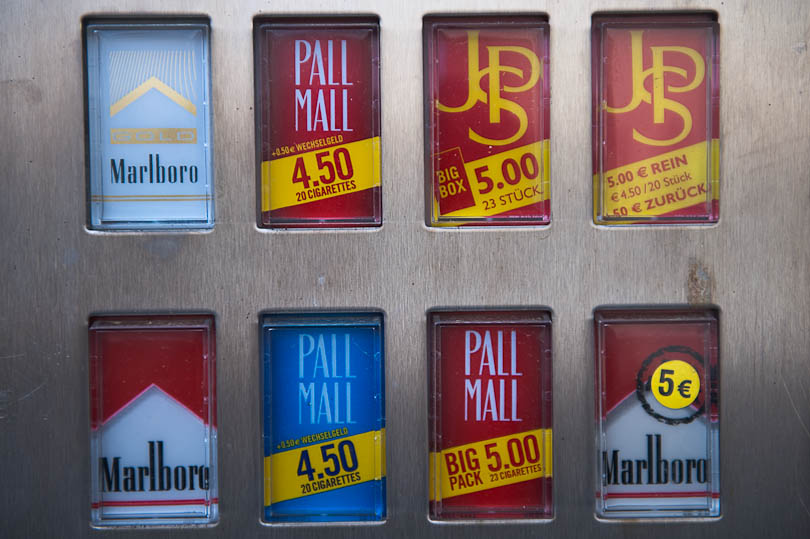 GOLD
Marlboro
PALL
MALL
+0.50€ WECHSELGELD
4.50
20 CIGARETTES
JPS
BIG
BOX
5.00
23 STÜCK
JPS
5.00 € REIN
€ 4.50 /20 Stücke
50 € ZURÜCK
Marlboro
PALL
MALL
+0.50€ WECHSELGELD
4.50
20 CIGARETTES
PALL
MALL
BIG
PACK
5.00
23 CIGARETTES
5€
Marlboro